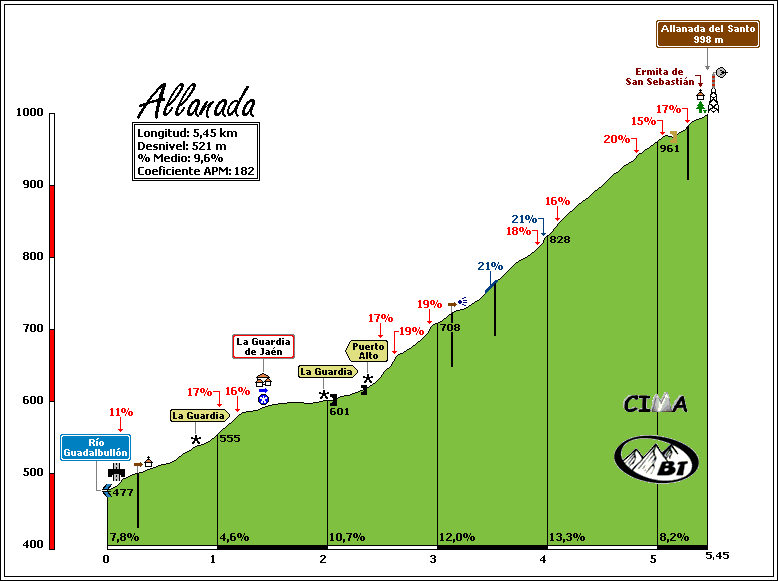 Allanada del Santo
998 m
Ermita de
San Sebastián
Allanada
Longitud: 5,45 km
Desnivel: 521 m
% Medio: 9,6%
Coeficiente APM: 182
1000
900
800
700
600
500
400
17%
15%
20%
961
16%
21%
18%
828
21%
19%
708
17%
19%
Puerto
Alto
La Guardia
de Jaén
La Guardia
601
17%
16%
La Guardia
555
11%
Río
Guadalbullón
477
CIMA
BT
7,8%
4,6%
10,7%
12,0%
13,3%
8,2%
0
1
2
3
4
5
5.45